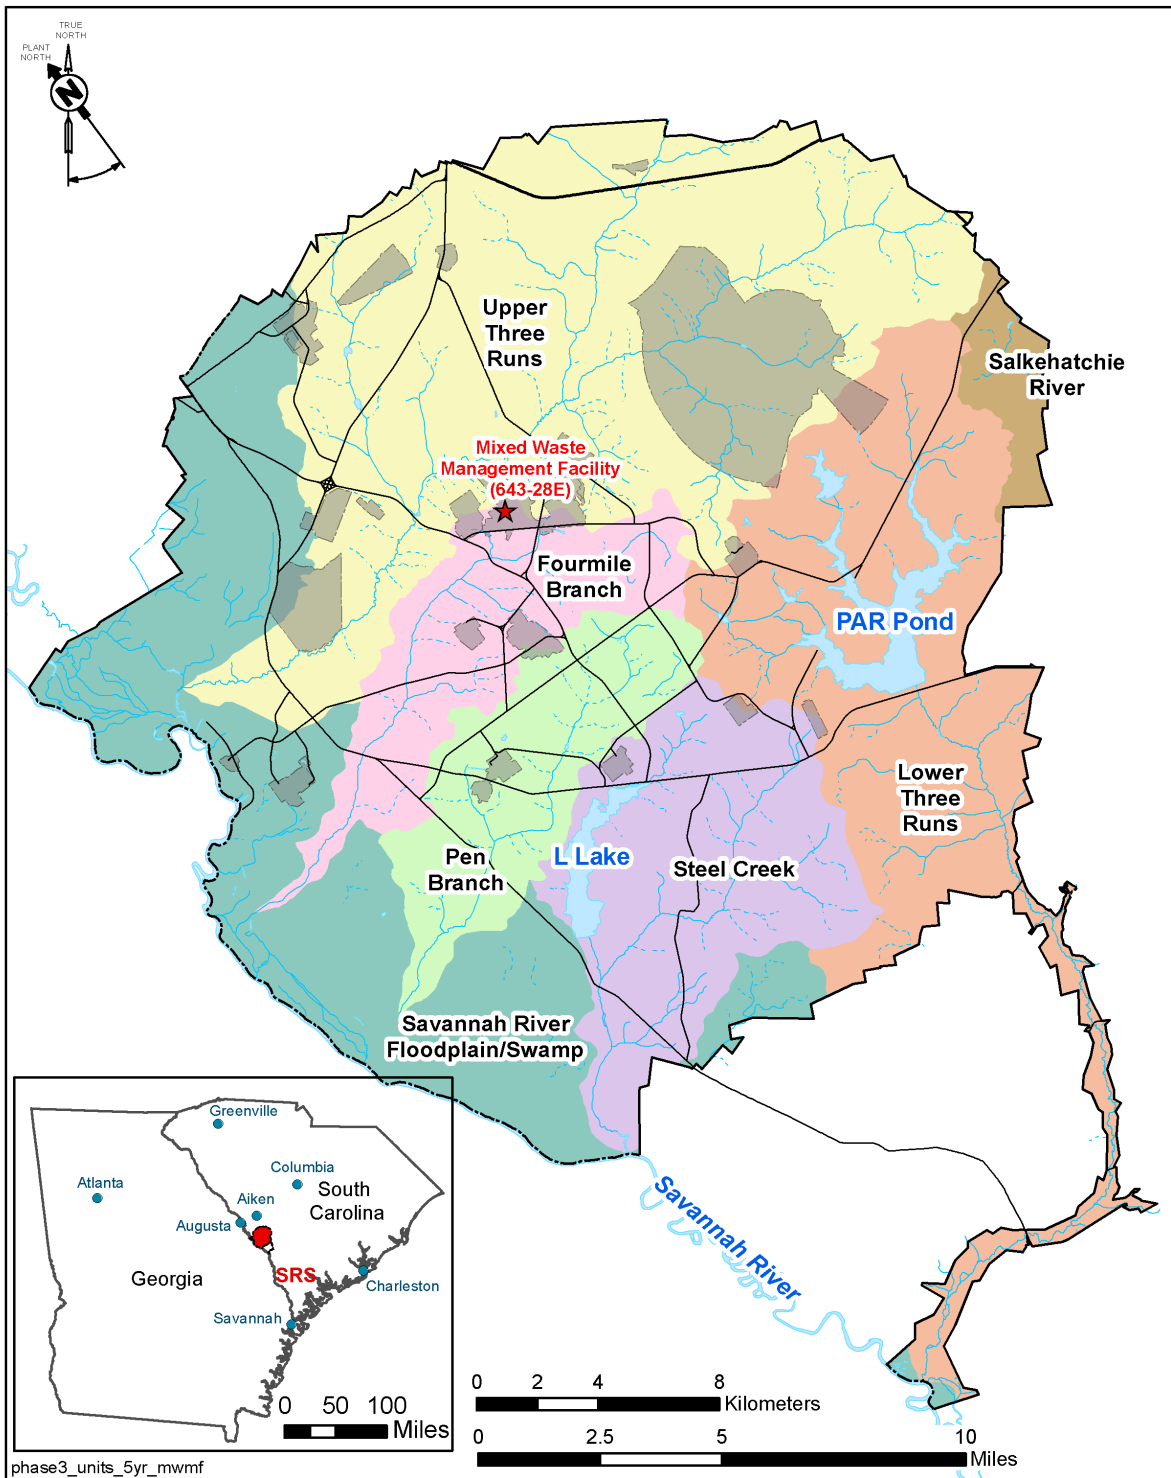 TRUE
NORTH
PLANT
NORTH
N
Upper
Three
Runs
Salkehatchie
River
Mixed Waste
Management Facility
(643-28E)
Fourmile
Branch
PAR Pond
Lower
Three
Runs
Pen
Branch
L Lake
Steel Creek
Savannah River
Floodplain/Swamp
Savannah River
Greenville
Atlanta
Columbia
Aiken
South
Carolina
Augusta
Georgia
SRS
Charleston
Savannah
0 50 100
Miles
0 2 4 8
Kilometers
0 2.5 5 10
Miles
phase3_units_5yr_mwmf